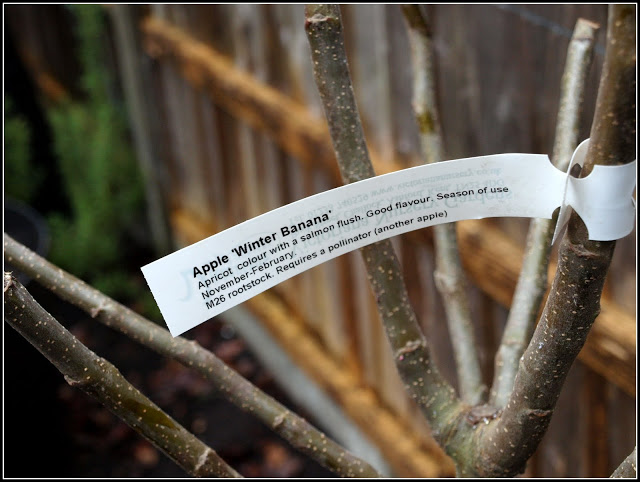 Apple 'Winter Banana'
Apricot colour with a salmon flush. Good flavour. Season of use
November-February.
M26 rootstock. Requires a pollinator (another apple)